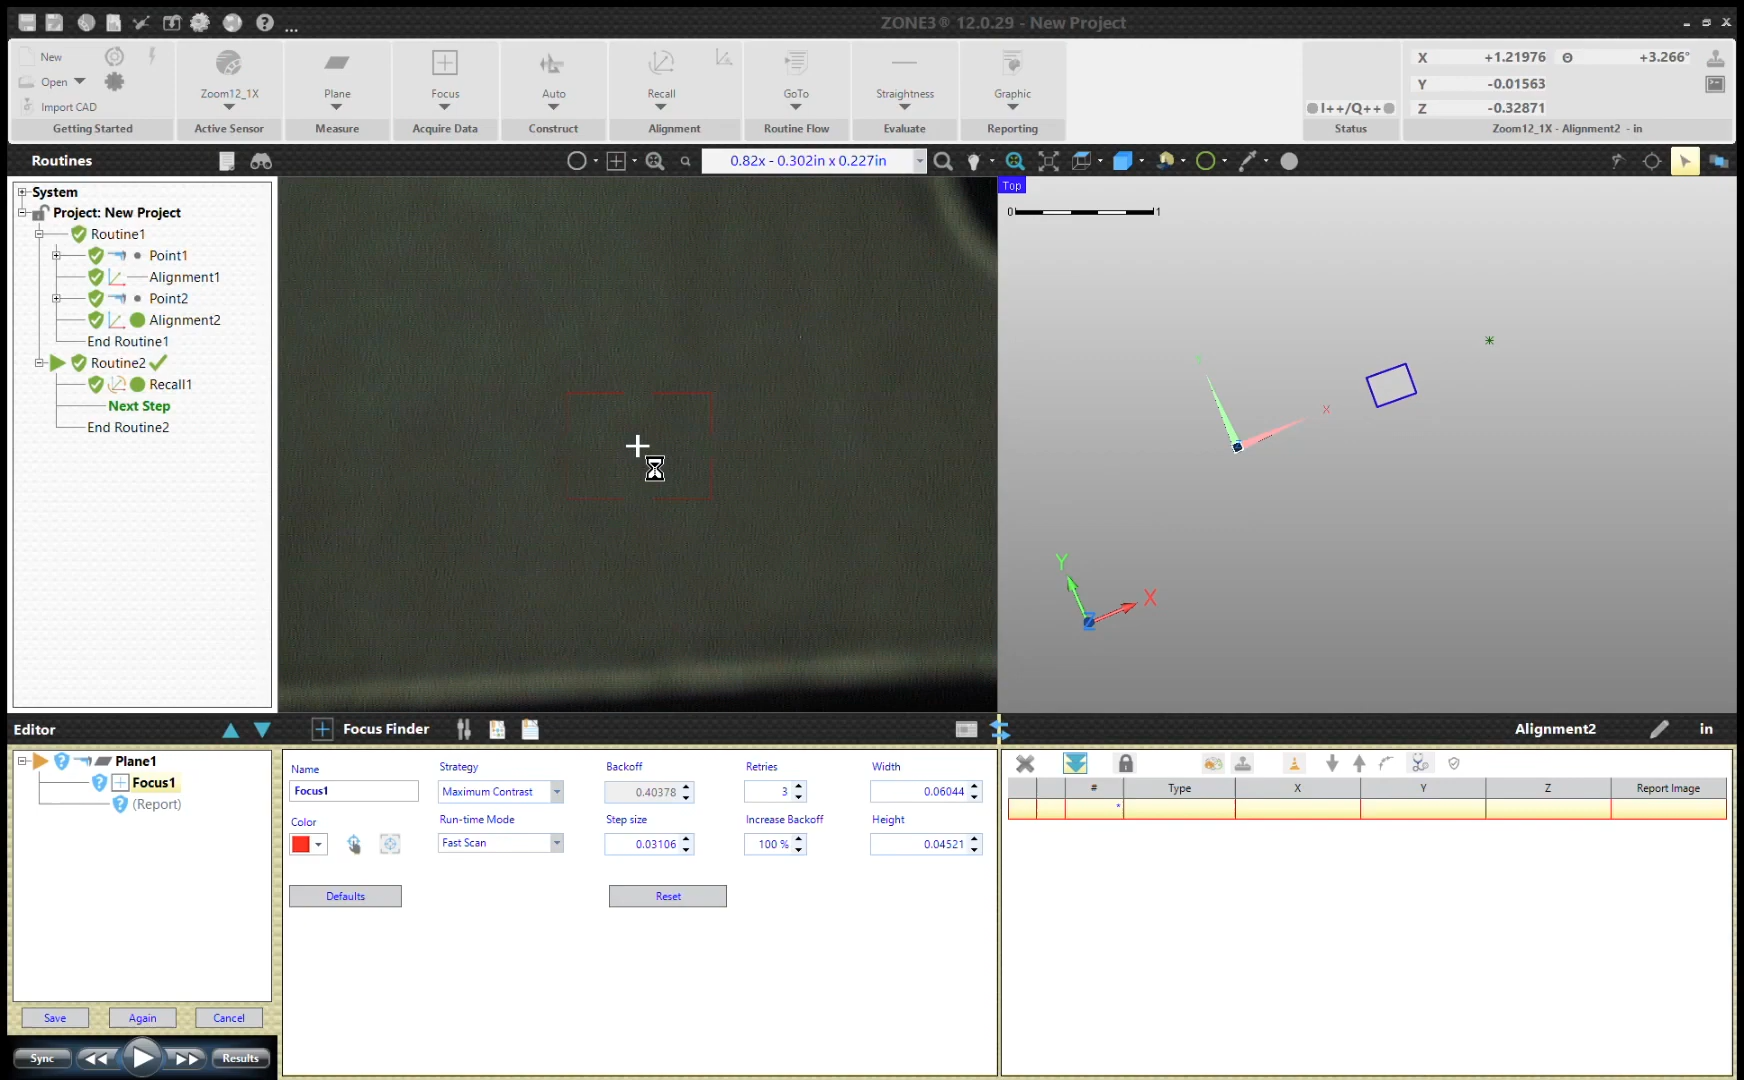 ZONE3® 12.0.29 - New Project
...
New
Open
Import CAD
Getting Started
Zoom12_1X
Active Sensor
Plane
Measure
Focus
Acquire Data
Auto
Construct
Recall
Alignment
GoTo
Routine Flow
Straightness
Evaluate
Graphic
Reporting
I++/Q++
Status
X +1.21976 Θ +3.266°
Y -0.01563
Z -0.32871
Zoom12_1X - Alignment2 - in
Routines
0.82x - 0.302in x 0.227in
System
Project: New Project
Routine1
Point1
Alignment1
Point2
Alignment2
End Routine1
Routine2
Recall1
Next Step
End Routine2
Top
0 1
X
Y
X
Z
Editor
Focus Finder
Alignment2
in
Plane1
Focus1
(Report)
Save
Again
Cancel
Sync
Results
Name
Focus1
Color
Defaults
Strategy
Maximum Contrast
Run-time Mode
Fast Scan
Backoff
0.40378
Step size
0.03106
Reset
Retries
3
Increase Backoff
100 %
Width
0.06044
Height
0.04521
# Type X Y Z Report Image
*